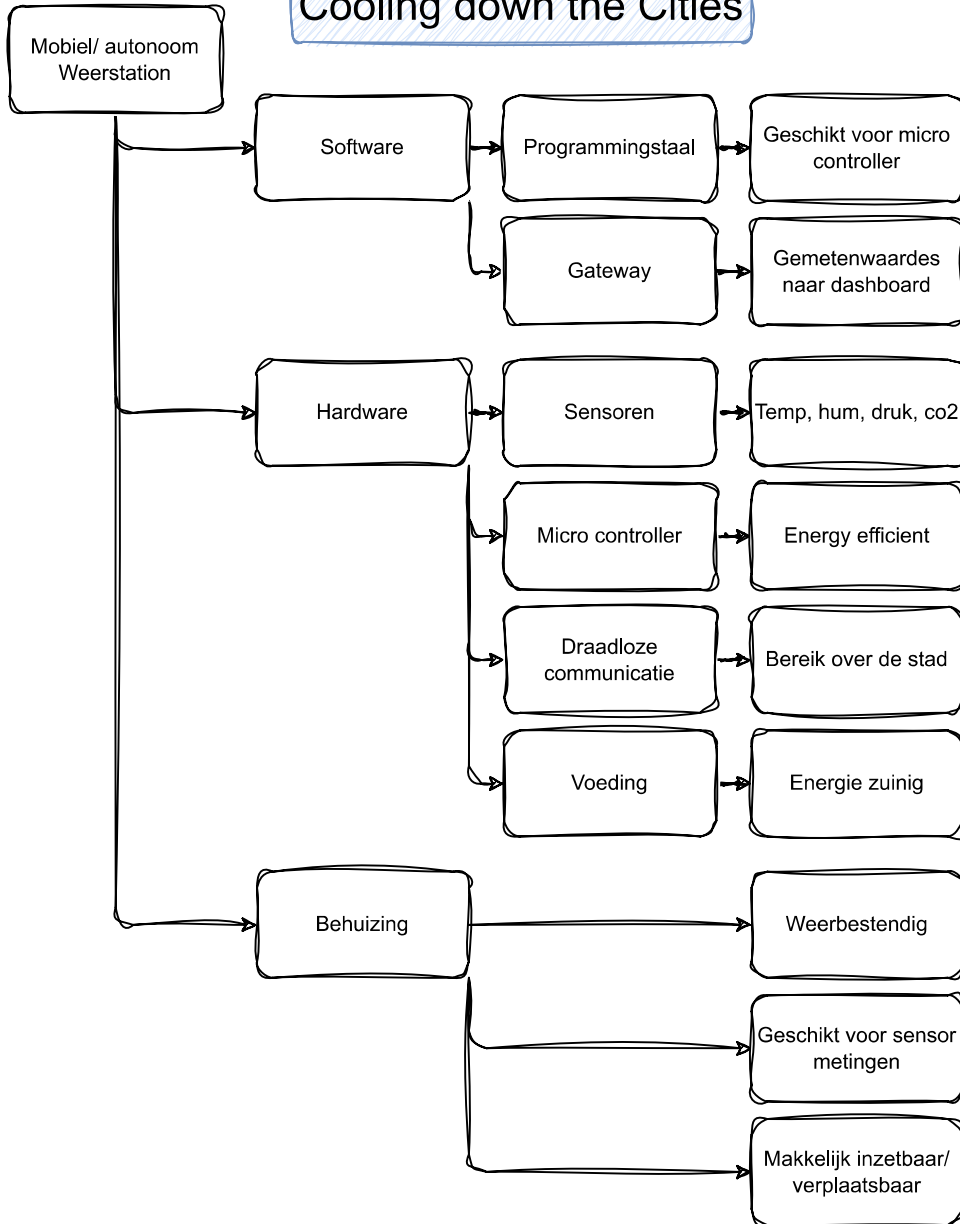 Cooling down the Cities
Mobiel/ autonoom
Weerstation
Software
Programmingstaal
Geschikt voor micro
controller
Gateway
Gemetenwaardes
naar dashboard
Hardware
Sensoren
Temp, hum, druk, co2
Micro controller
Energy efficient
Draadloze
communicatie
Bereik over de stad
Voeding
Energie zuinig
Behuizing
Weerbestendig
Geschikt voor sensor
metingen
Makkelijk inzetbaar/
verplaatsbaar